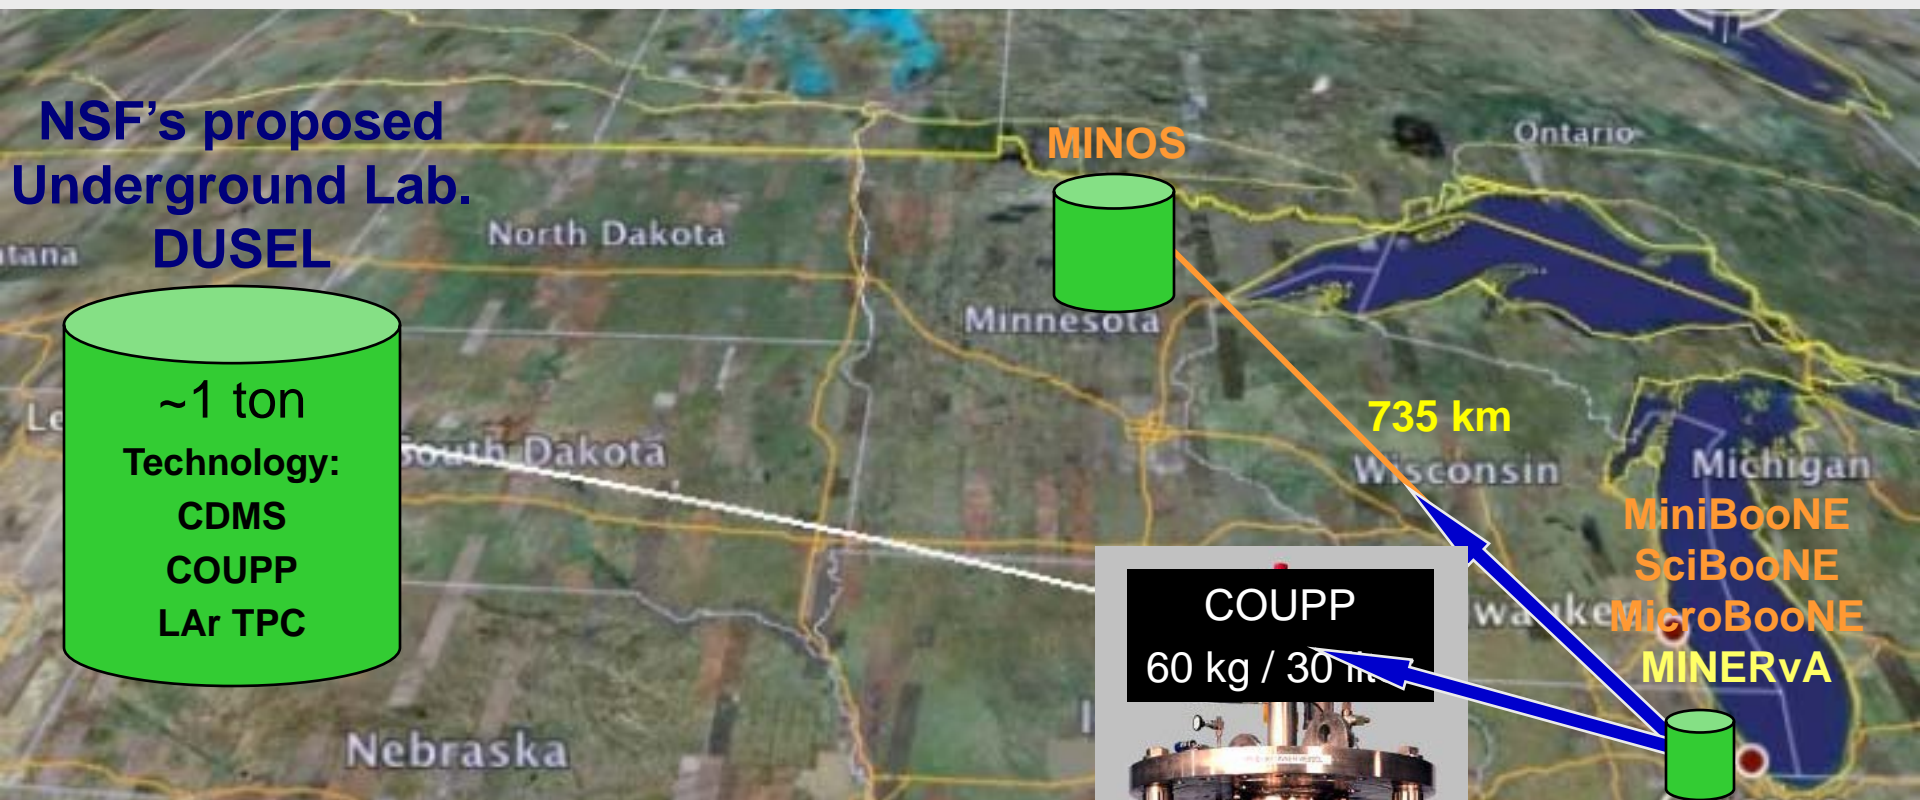 NSF's proposed
Underground Lab.
DUSEL
~1 ton
Technology:
CDMS
COUPP
LAr TPC
North Dakota
South Dakota
Nebraska
MINOS
Minnesota
Ontario
735 km
Wisconsin
Michigan
MiniBooNE
SciBooNE
MicroBooNE
MINERvA
COUPP
60 kg / 30